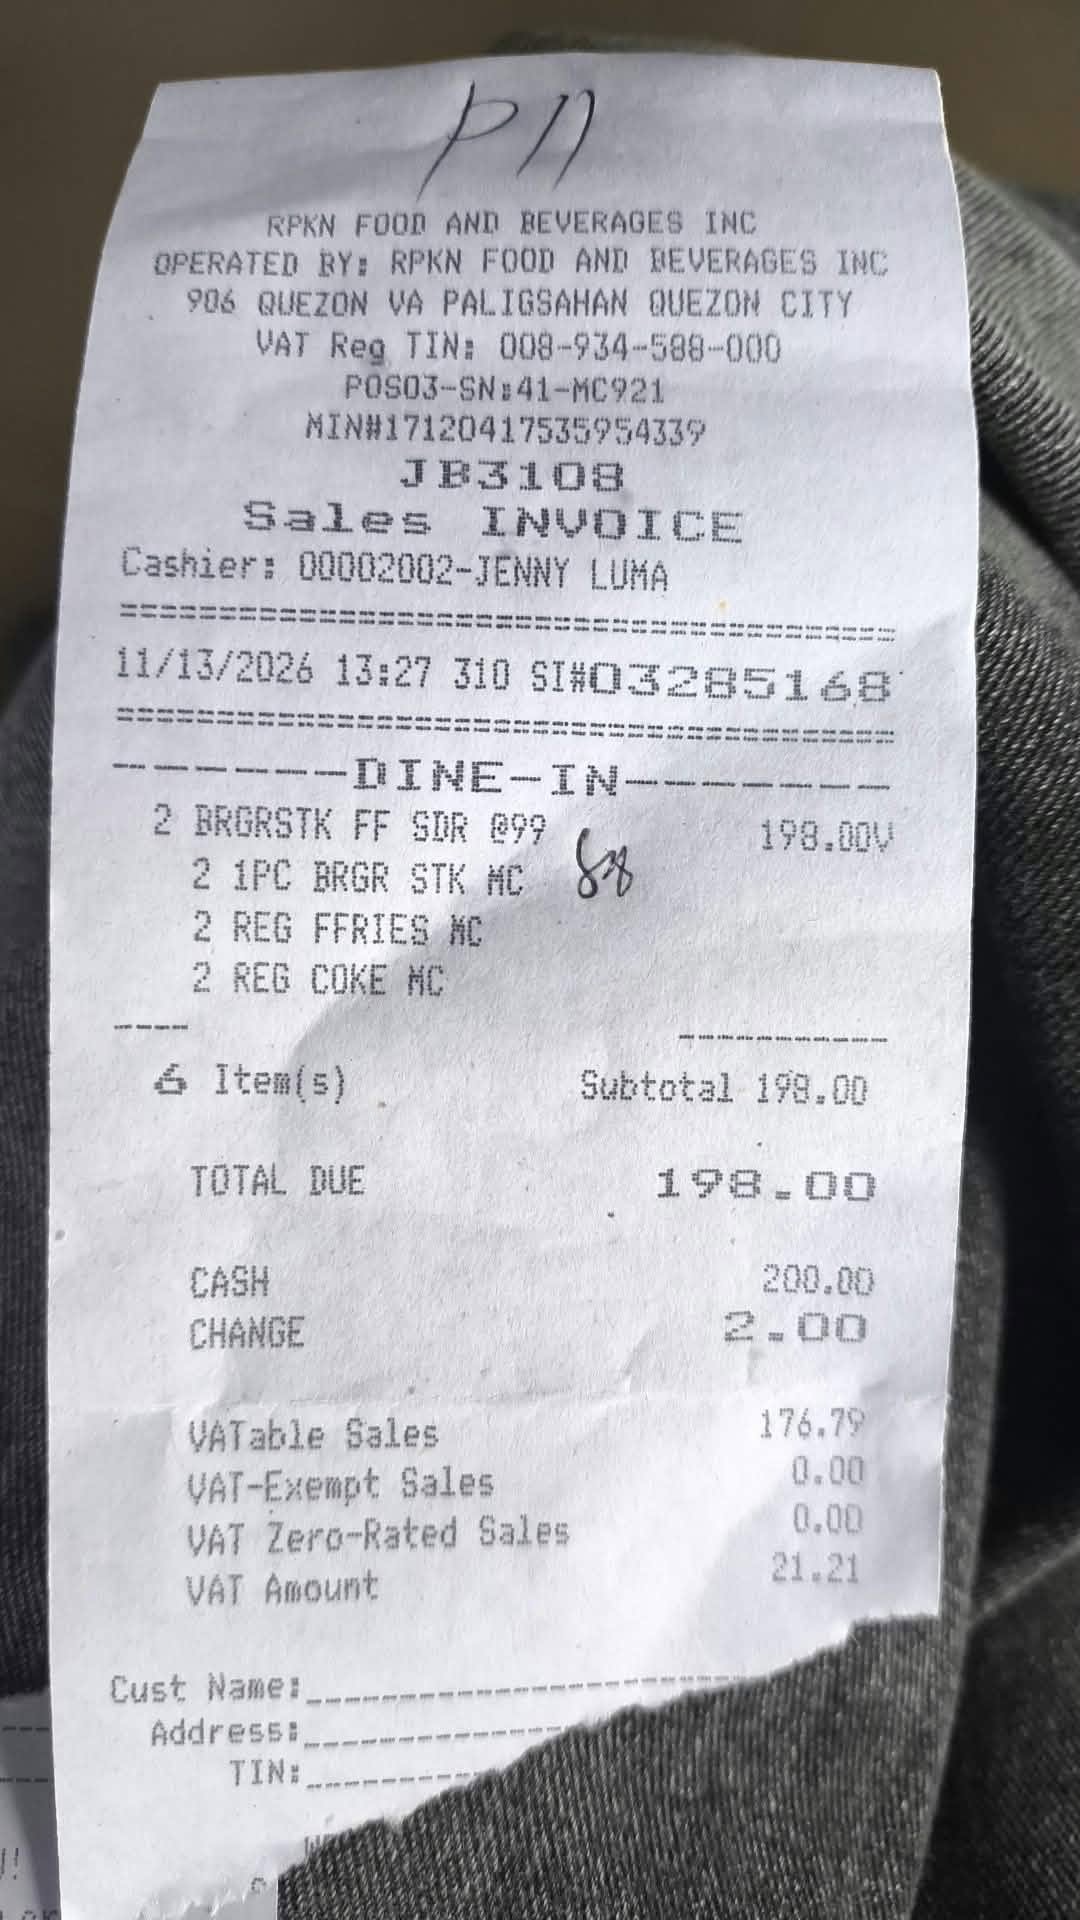 RPKN FOOD AND BEVERAGES INC
OPERATED BY: RPKN FOOD AND BEVERAGES INC
906 QUEZON VA PALIGSAHAN QUEZON CITY
VAT Reg TIN: 008-934-588-000
POS03-SN:41-MC921
MIN#17120417535954339
JB3108
Sales INVOICE
Cashier: 00002002-JENNY LUMA
11/13/2026 13:27 310 SI#03285168
DINE-IN
2 BRGRSTK FF SDR @99 198.00V
2 1PC BRGR STK MC
2 REG FFRIES MC
2 REG COKE MC
6 Item(s) Subtotal 198.00
TOTAL DUE 198.00
CASH 200.00
CHANGE 2.00
VATable Sales 176.79
VAT-Exempt Sales 0.00
VAT Zero-Rated Sales 0.00
VAT Amount 21.21
Cust Name:
Address:
TIN: